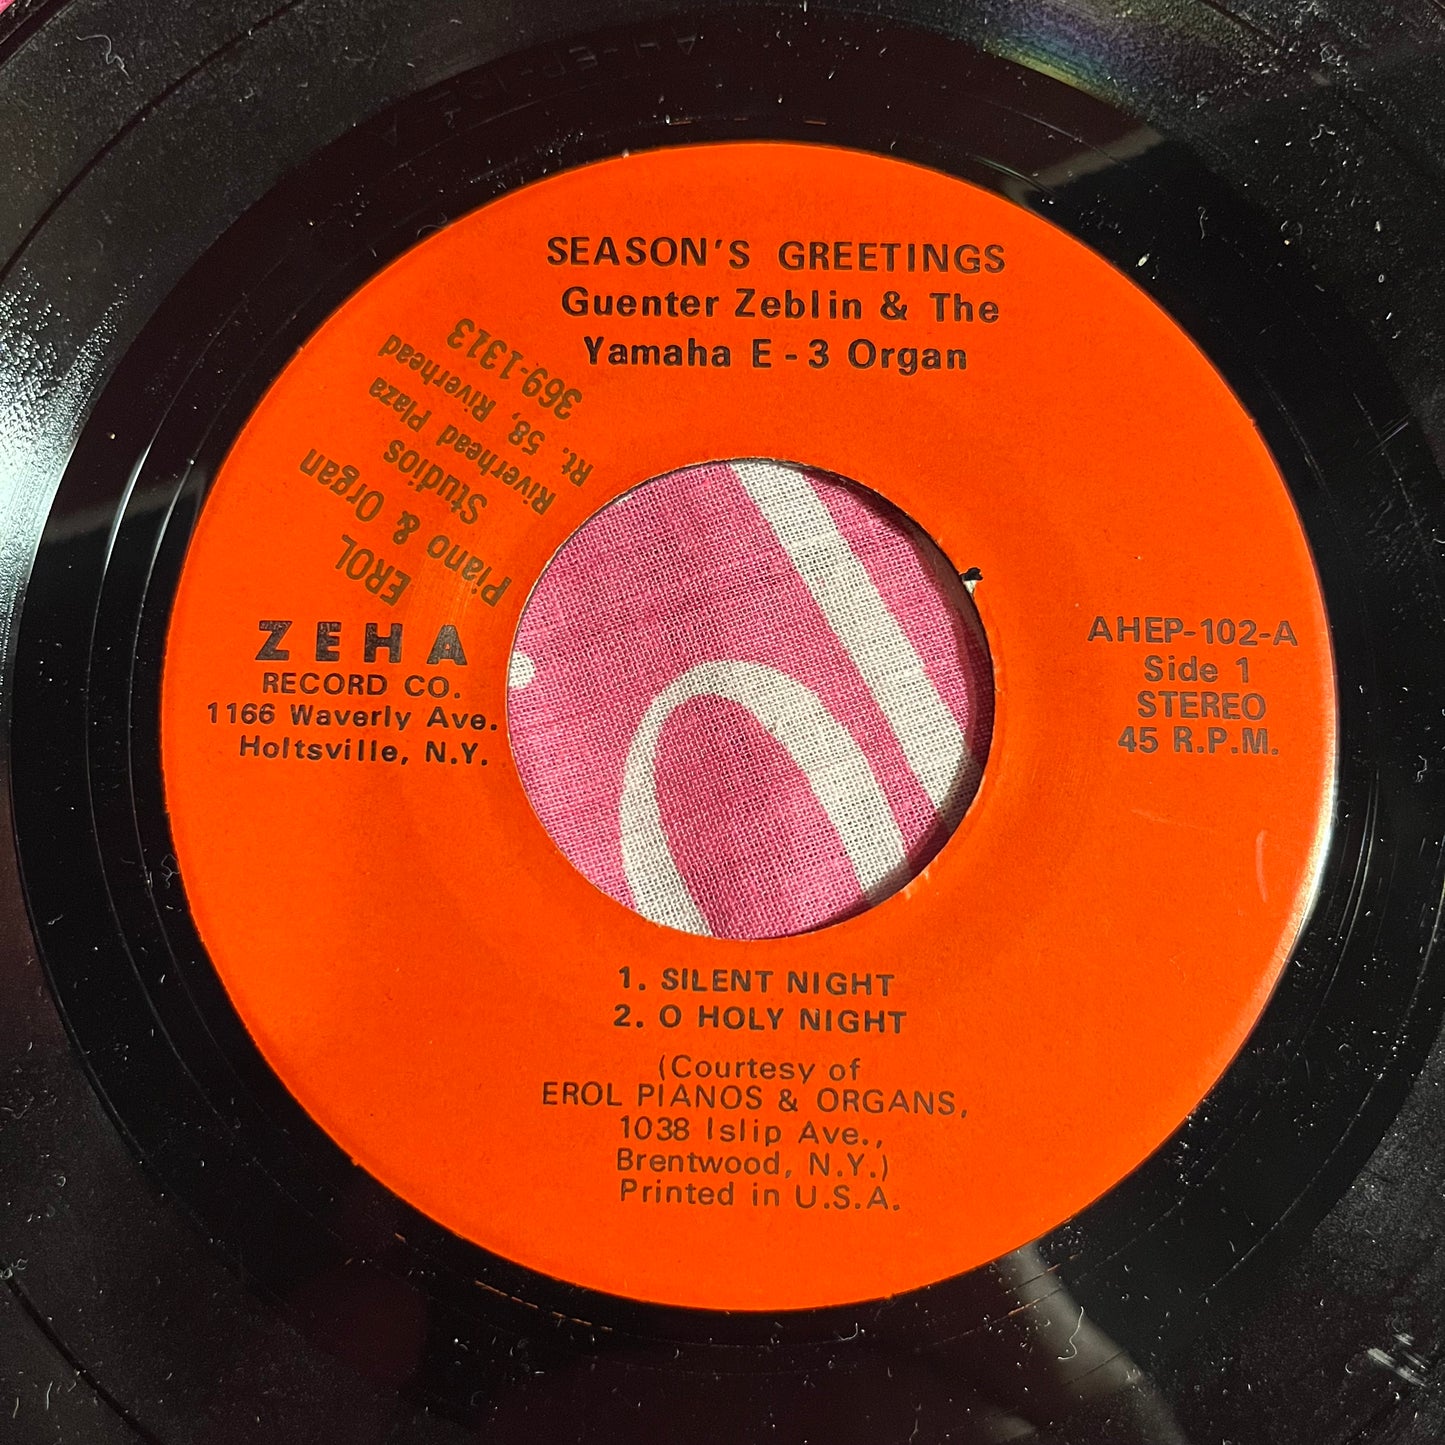 SEASON'S GREETINGS
Guenter Zeblin & The
Yamaha E - 3 Organ
EROL
Piano & Organ
Studios
Riverhead Plaza
Rt. 58, Riverhead
369-1313
ZEHA
RECORD CO.
1166 Waverly Ave.
Holtsville, N.Y.
AHEP-102-A
Side 1
STEREO
45 R.P.M.
1. SILENT NIGHT
2. O HOLY NIGHT
(Courtesy of
EROL PIANOS & ORGANS,
1038 Islip Ave.,
Brentwood, N.Y.)
Printed in U.S.A.